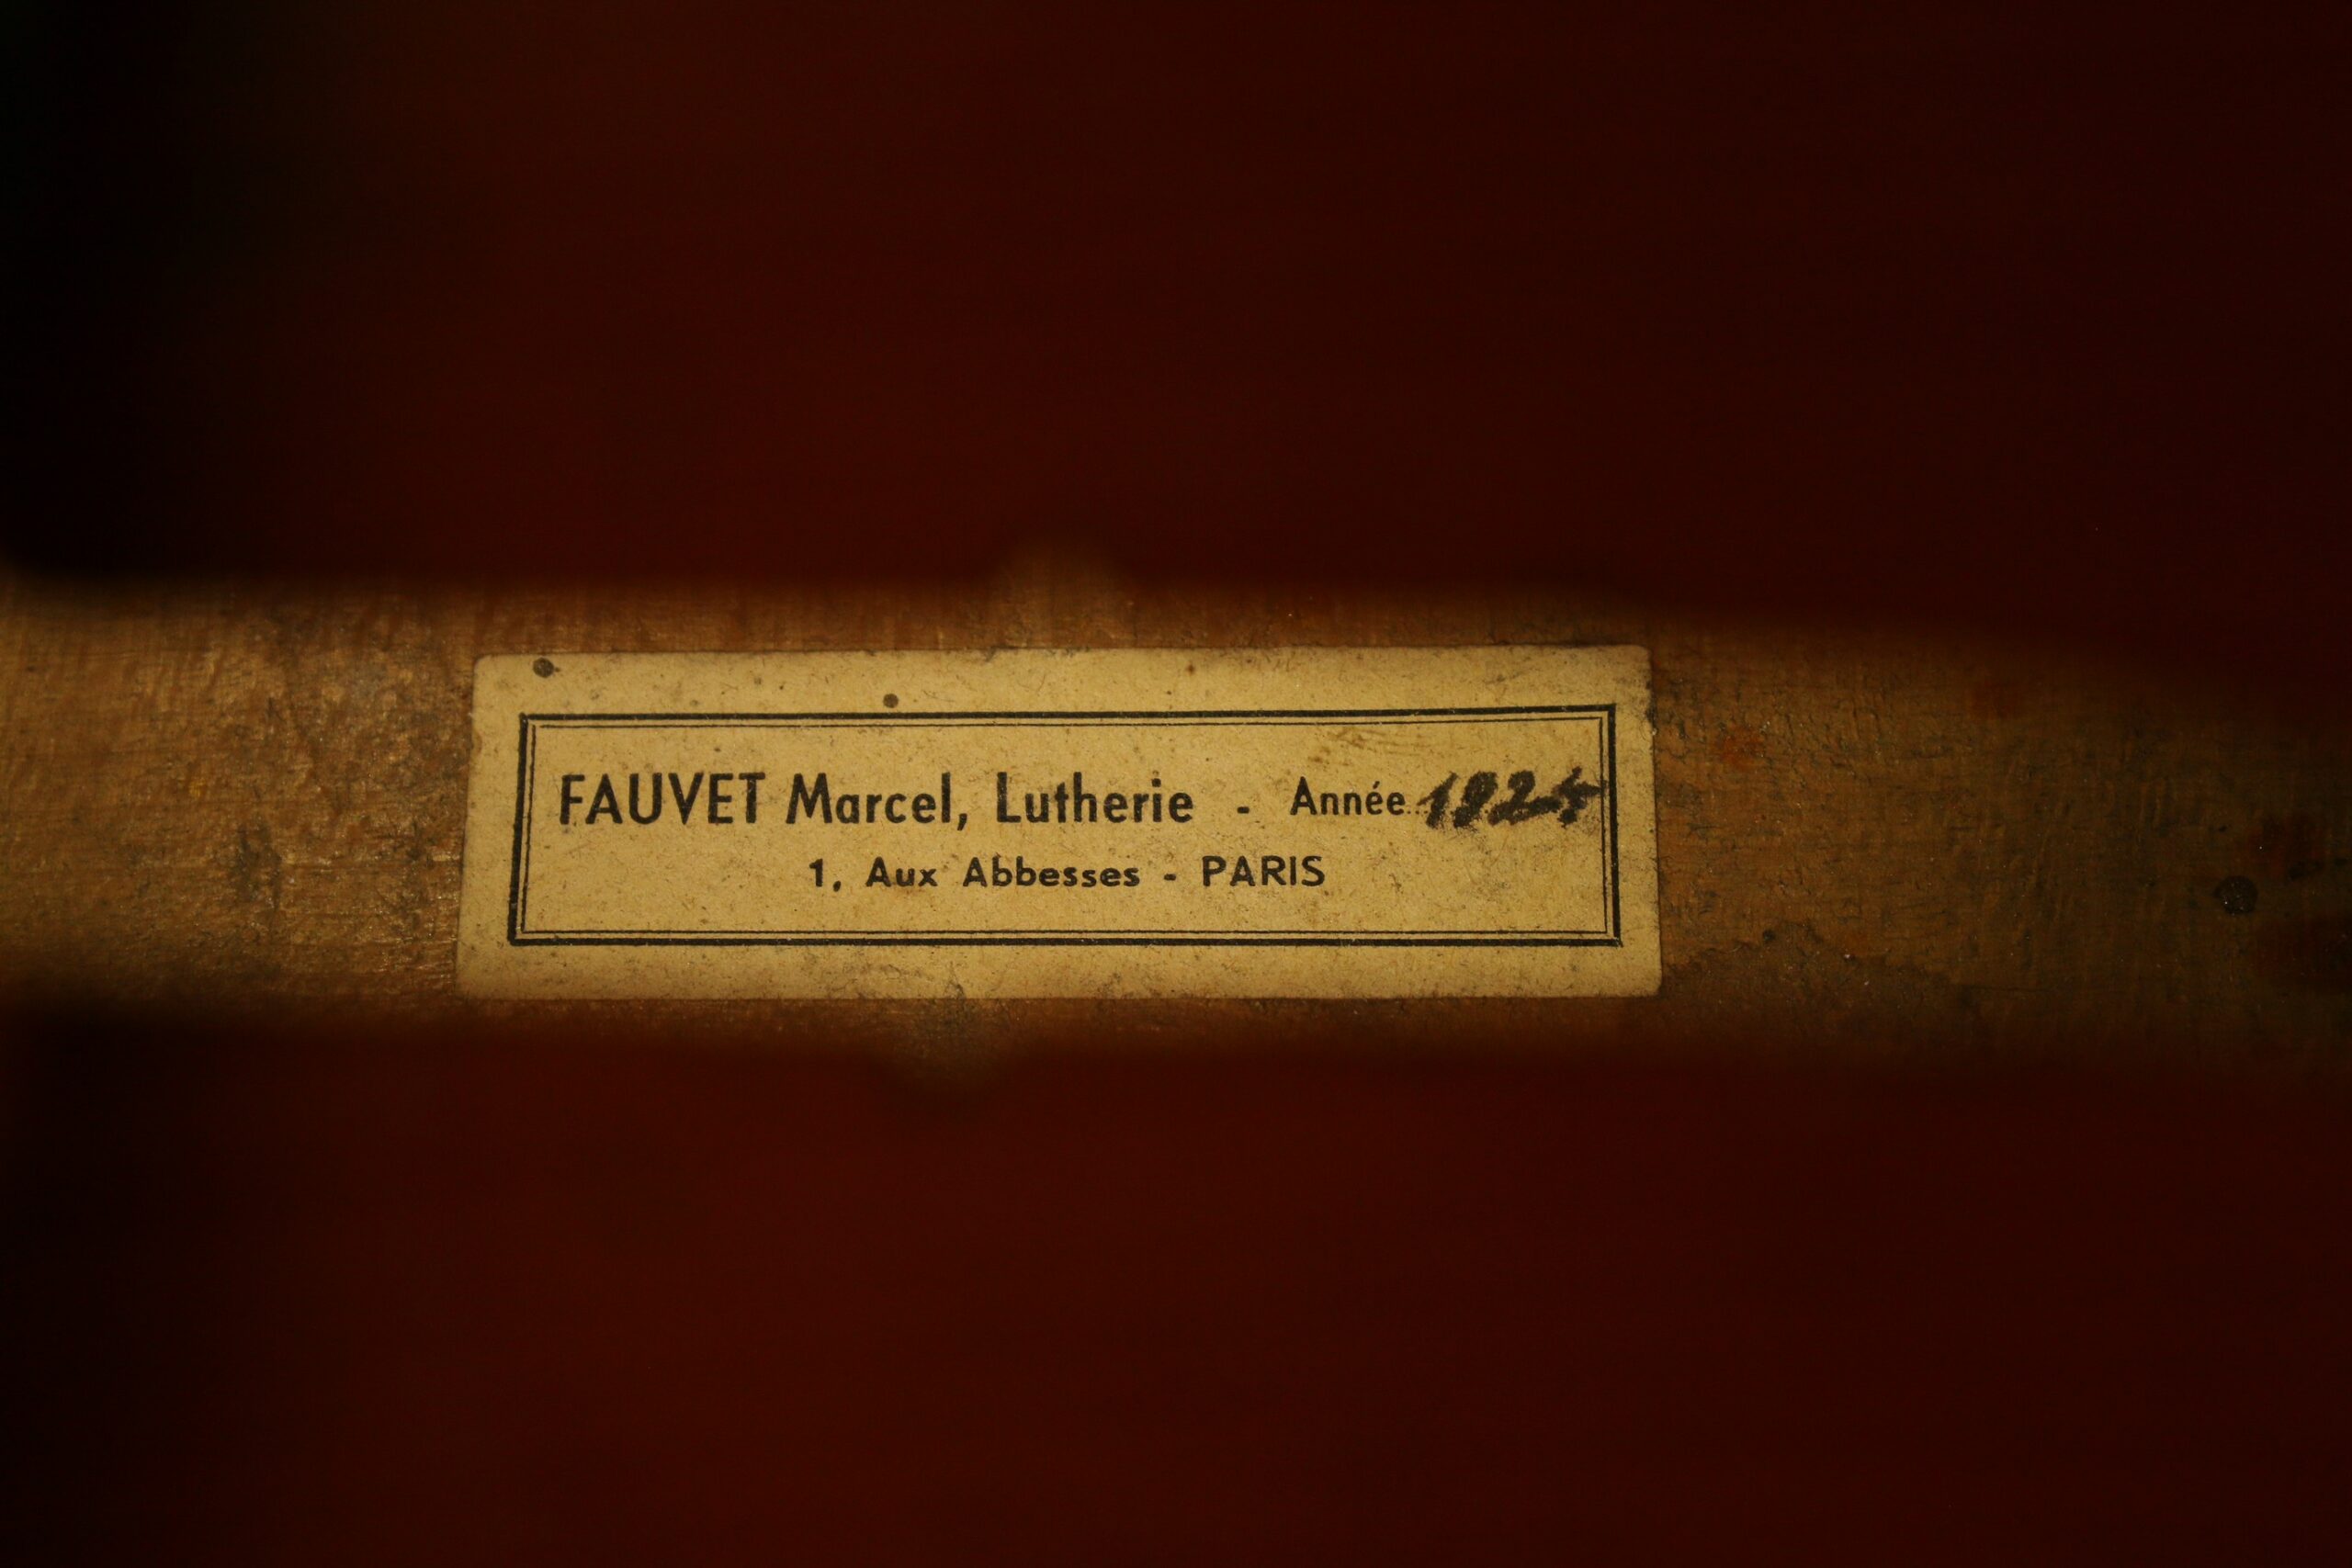 FAUVET Marcel, Lutherie - Année 1924
1, Aux Abbesses - PARIS